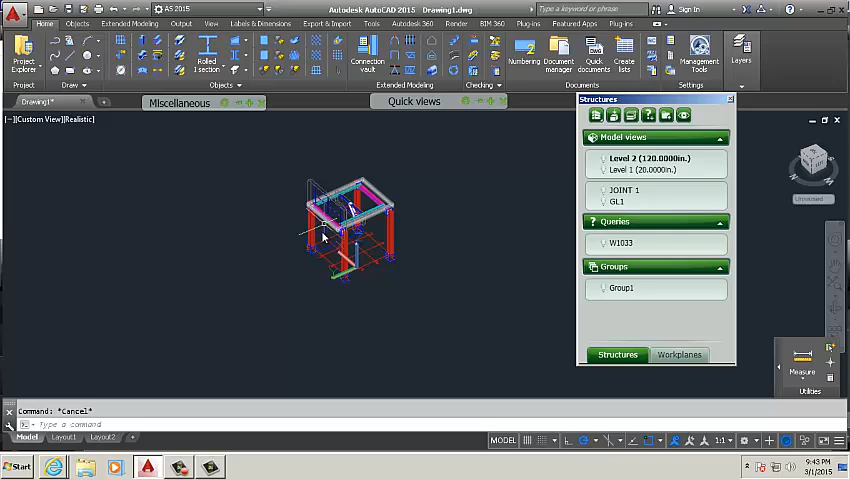 AS 2015
Autodesk AutoCAD 2015 Drawing1.dwg
Type a keyword or phrase
Sign In
Home Objects Extended Modeling Output View Labels & Dimensions Export & Import Tools Autodesk 360 Render BIM 360 Plug-ins Featured Apps Plug-ins
Project Explorer
Rolled I section
Connection vault
Numbering
Document manager
Quick documents
Create lists
Management Tools
Layers
Project
Draw
Objects
Extended Modeling
Checking
Documents
Settings
Drawing1*
Miscellaneous
Quick views
[-][Custom View][Realistic]
Structures
Model views
Level 2 (120.0000in.)
Level 1 (20.0000in.)
JOINT 1
GL1
Queries
W1033
Groups
Group1
Structures Workplanes
Unnamed
Measure
Utilities
Command: *Cancel*
Type a command
Model Layout1 Layout2 +
MODEL
1:1
Start
9:43 PM
3/1/2015